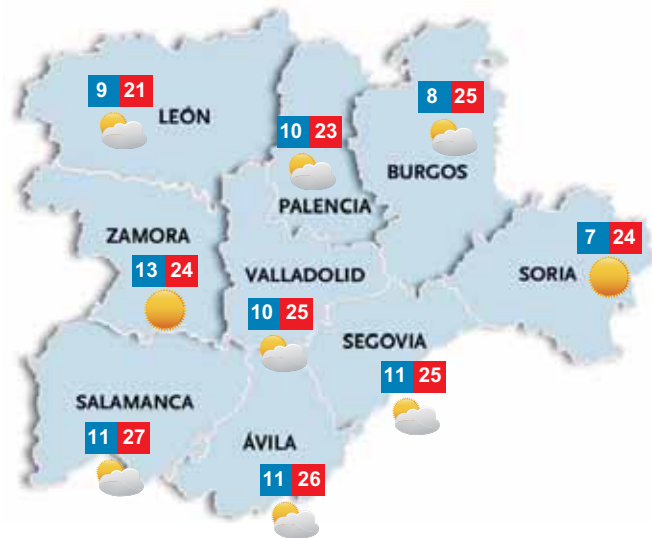 9 21
LEÓN
8 25
10 23
BURGOS
PALENCIA
ZAMORA
13 24
7 24
SORIA
VALLADOLID
10 25
SEGOVIA
11 25
SALAMANCA
11 27
ÁVILA
11 26